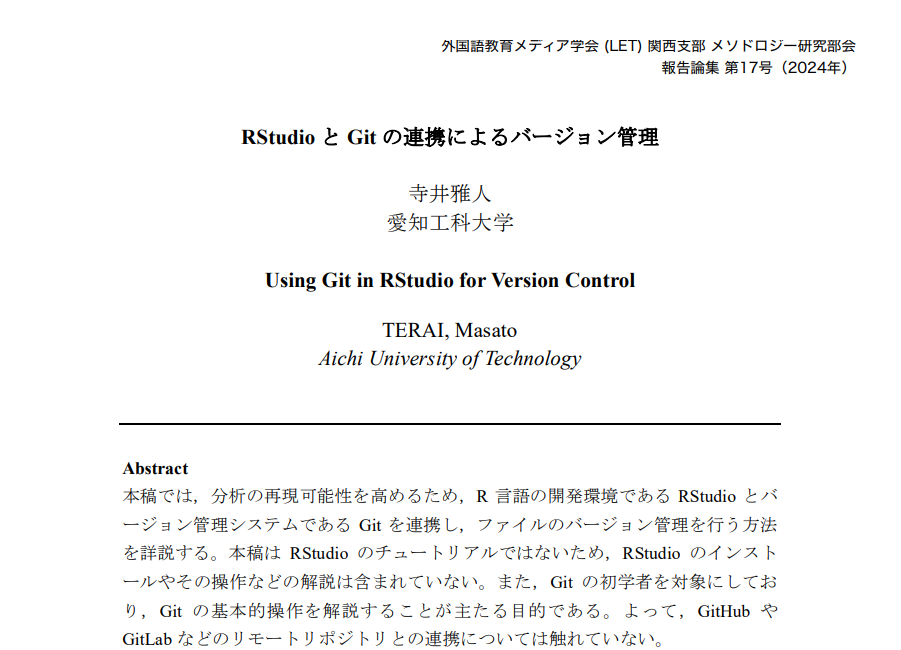 外国語教育メディア学会 (LET) 関西支部 メソドロジー研究部会
報告論集 第17号（2024年）
RStudio と Git の連携によるバージョン管理
寺井雅人
愛知工科大学
Using Git in RStudio for Version Control
TERAI, Masato
Aichi University of Technology
Abstract
本稿では，分析の再現可能性を高めるため，R 言語の開発環境である RStudio とバ
ージョン管理システムである Git を連携し，ファイルのバージョン管理を行う方法
を詳説する。本稿は RStudio のチュートリアルではないため，RStudio のインスト
ールやその操作などの解説は含まれていない。また，Git の初学者を対象にしてお
り，Git の基本的操作を解説することが主たる目的である。よって，GitHub や
GitLab などのリモートリポジトリとの連携については触れていない。